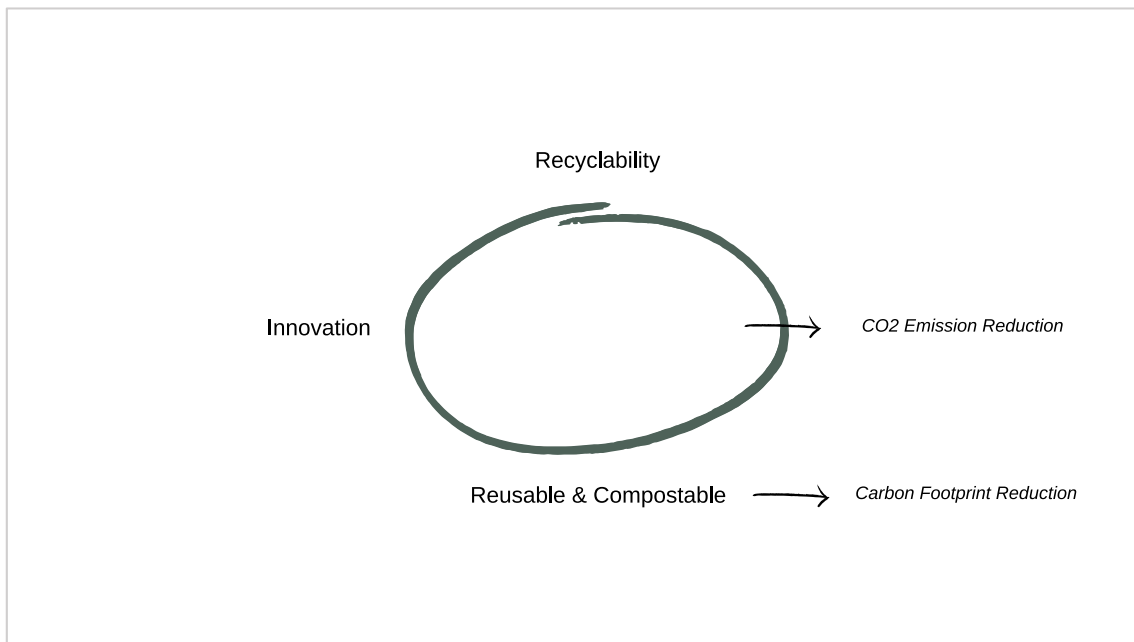 Recyclability
Innovation
CO2 Emission Reduction
Reusable & Compostable
Carbon Footprint Reduction